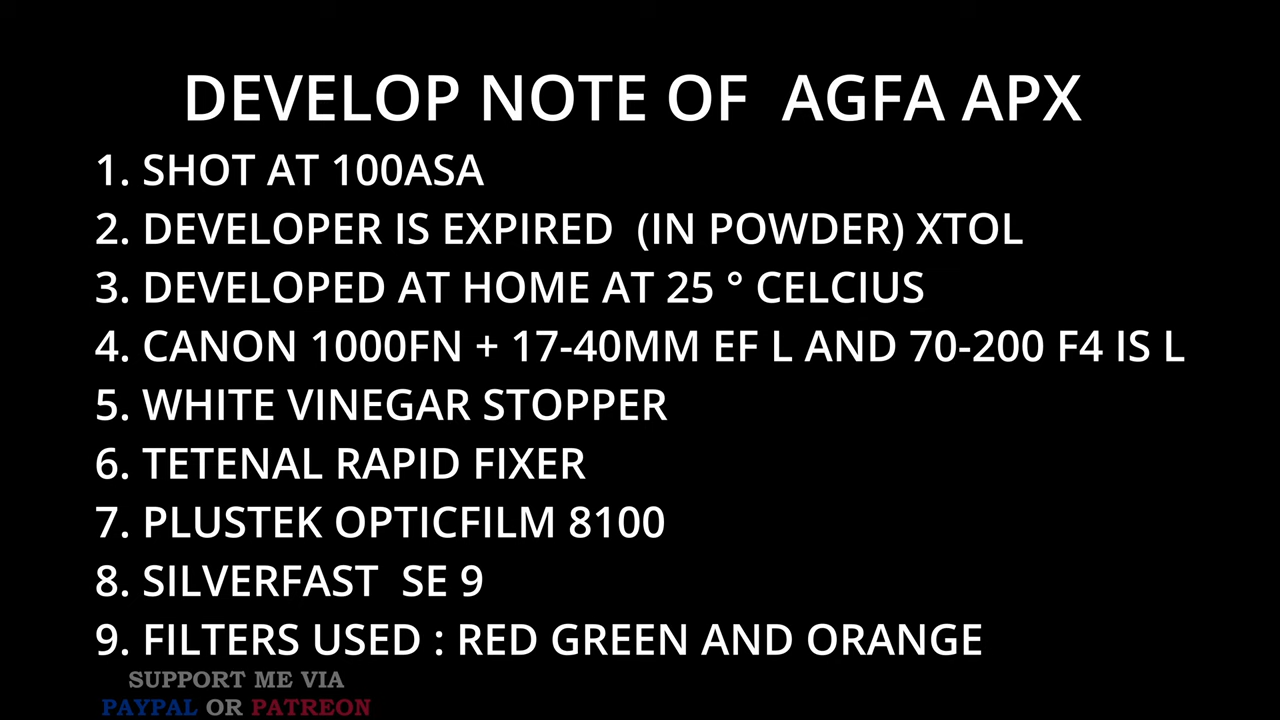 DEVELOP NOTE OF AGFA APX
1. SHOT AT 100ASA
2. DEVELOPER IS EXPIRED (IN POWDER) XTOL
3. DEVELOPED AT HOME AT 25 ° CELCIUS
4. CANON 1000FN + 17-40MM EF L AND 70-200 F4 IS L
5. WHITE VINEGAR STOPPER
6. TETENAL RAPID FIXER
7. PLUSTEK OPTICFILM 8100
8. SILVERFAST SE 9
9. FILTERS USED : RED GREEN AND ORANGE
SUPPORT ME VIA
PAYPAL OR PATREON